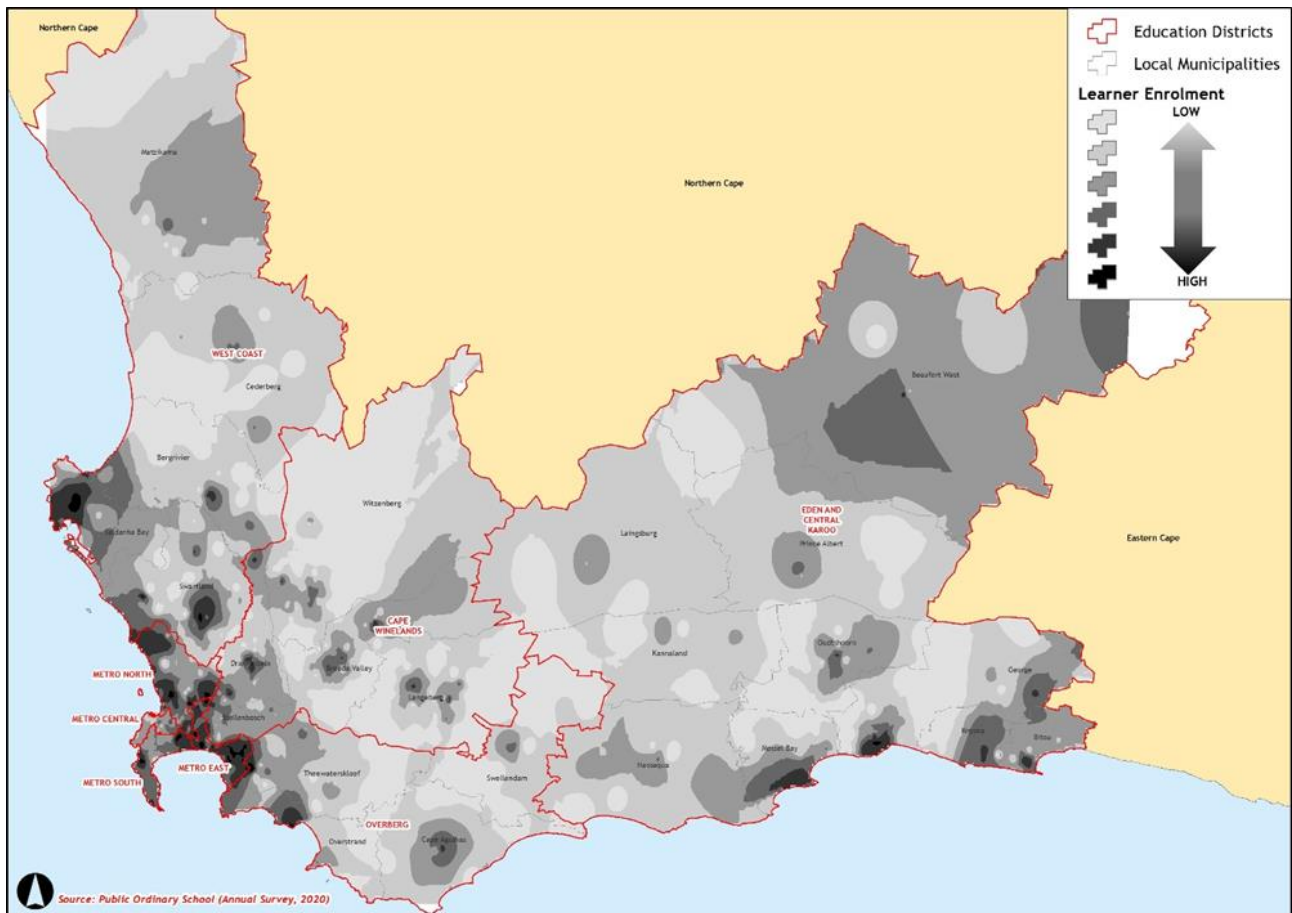 Northern Cape
Education Districts
Local Municipalities
Learner Enrolment
LOW
HIGH
Matzikama
Northern Cape
WEST COAST
Cederberg
Beaufort West
Bergrivier
Witzenberg
Saldanha Bay
Laingsburg
EDEN AND
CENTRAL
KAROO
Prince Albert
Eastern Cape
Swartland
CAPE
WINELANDS
Kannaland
Oudtshoorn
Drakenstein
Breede Valley
Langeberg
George
METRO NORTH
METRO CENTRAL
Stellenbosch
Knysna
Bitou
Mossel Bay
METRO EAST
Hessequa
METRO SOUTH
Theewaterskloof
Swellendam
OVERBERG
Overstrand
Cape Agulhas
Source: Public Ordinary School (Annual Survey, 2020)